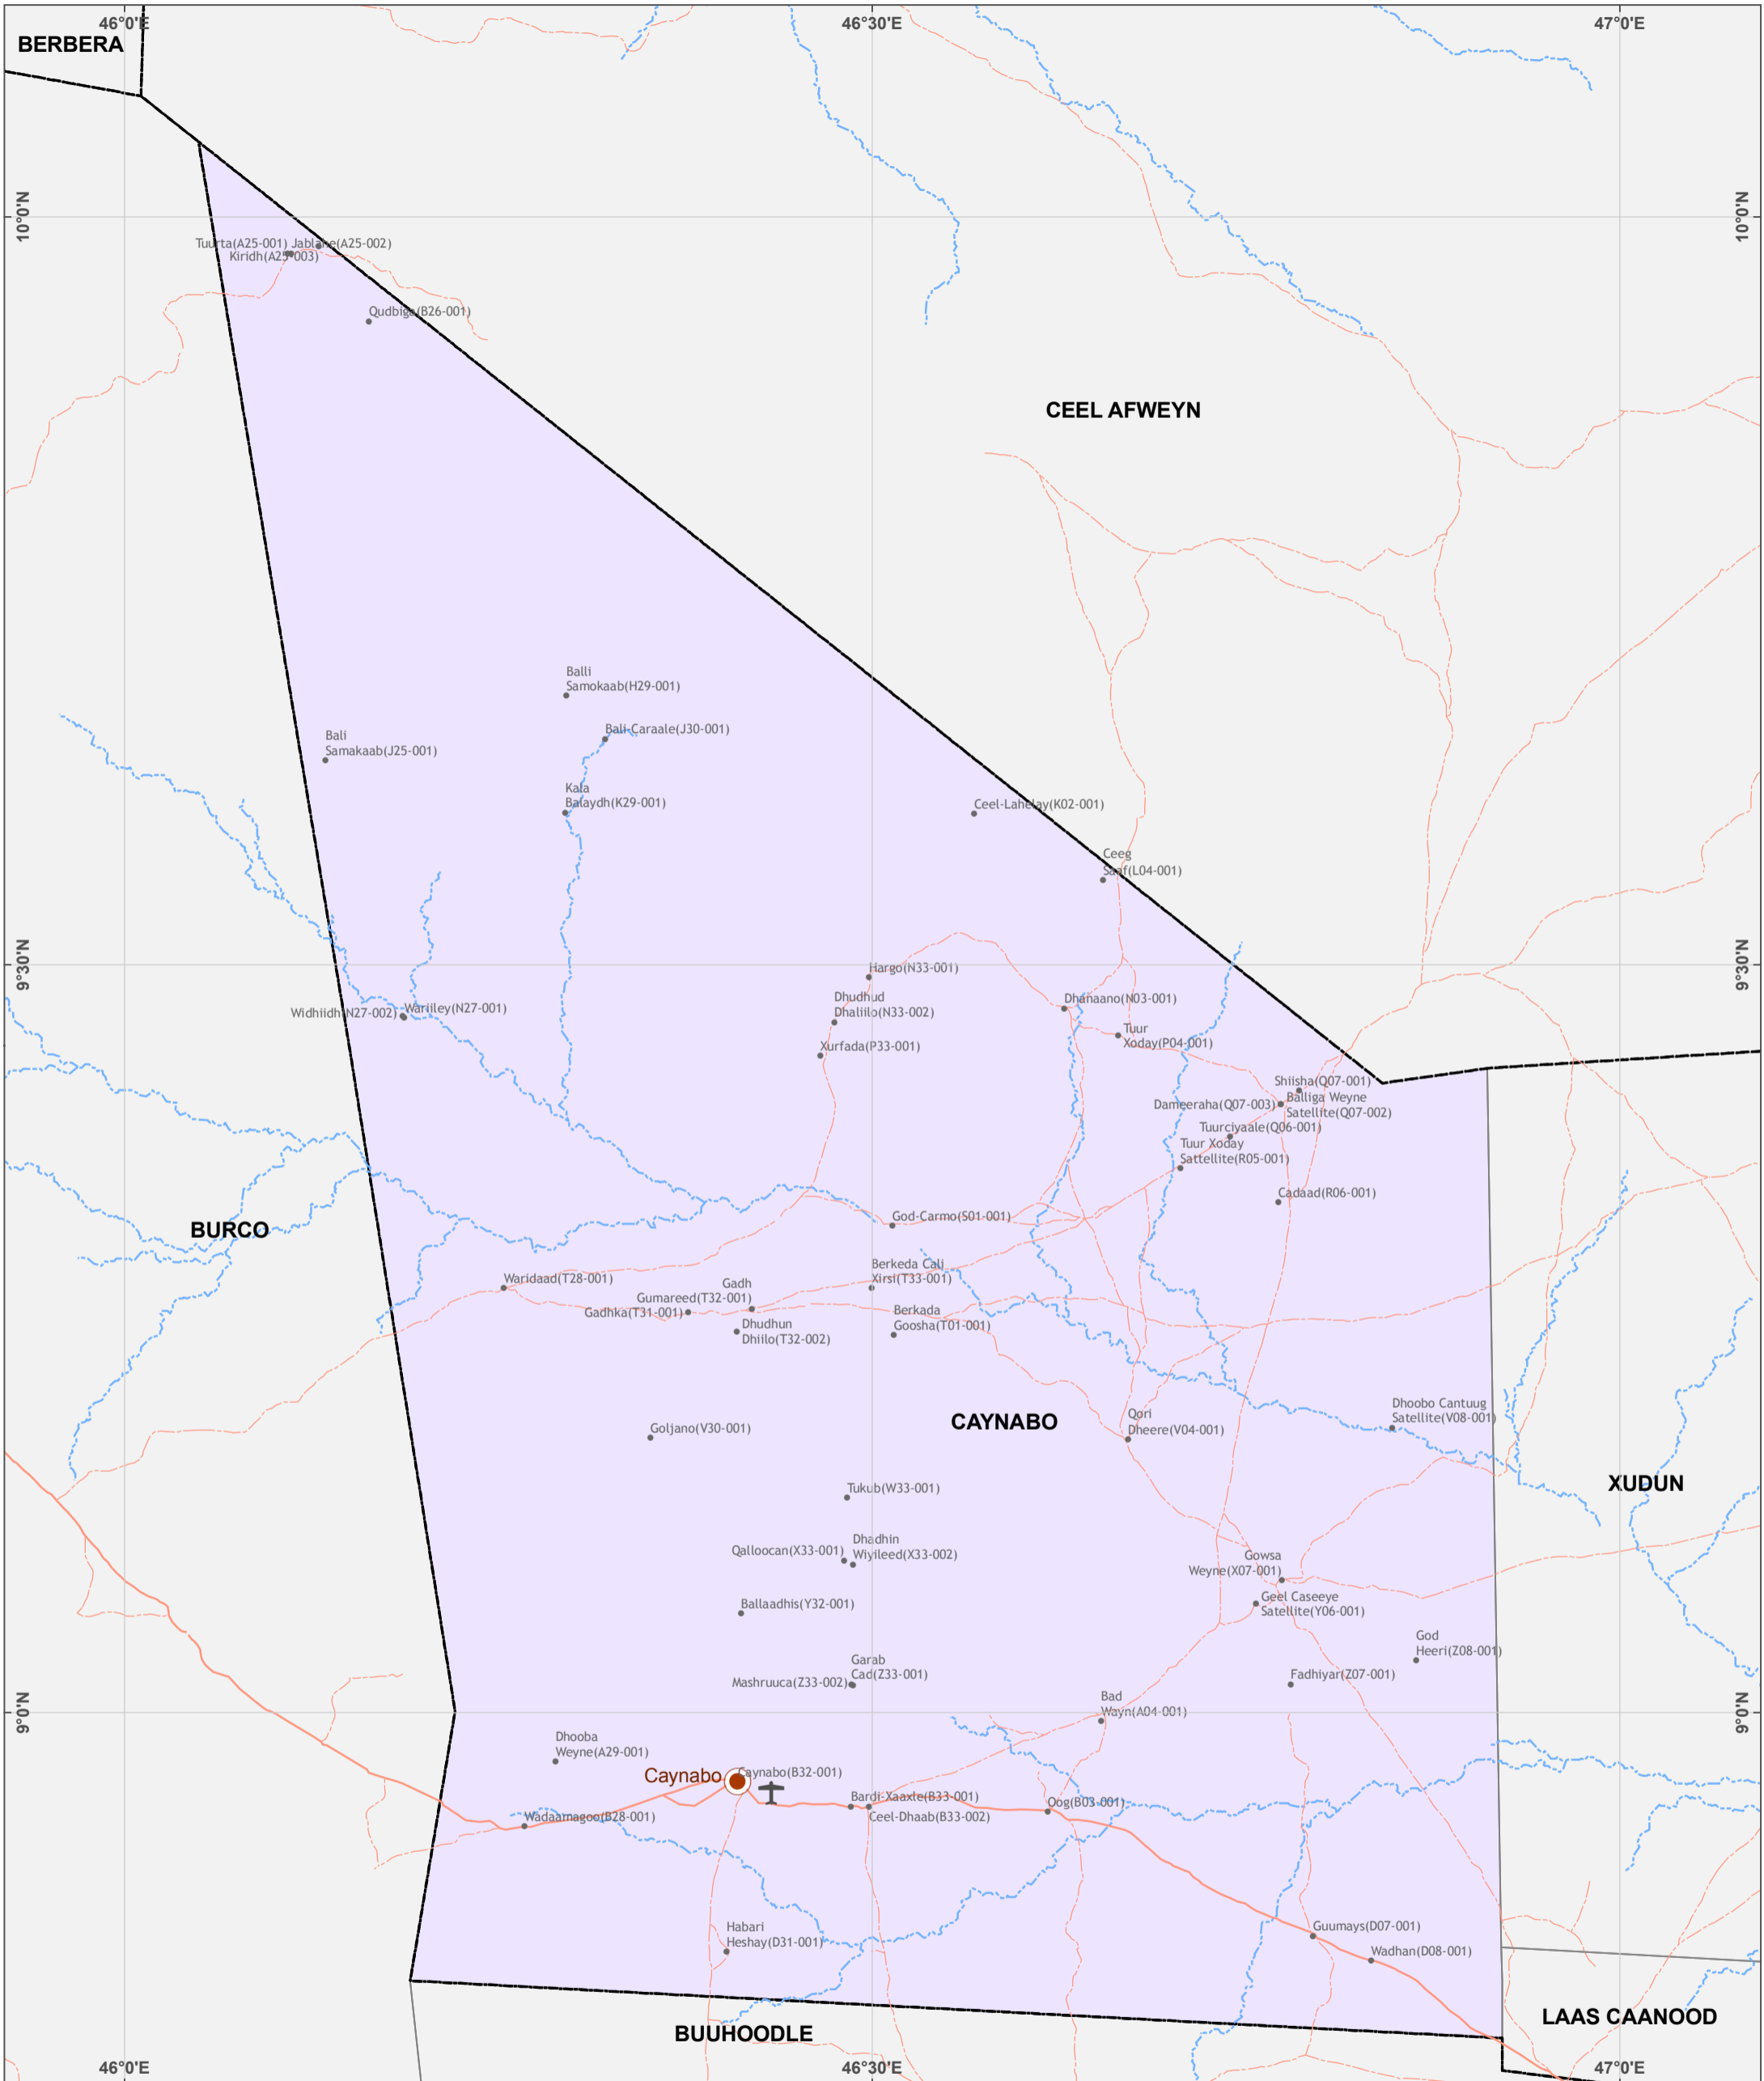 46°0'E
46°30'E
47°0'E
BERBERA
10°0'N
10°0'N
Tuurta(A25-001)
Jablahe(A25-002)
Kiridh(A25-003)
Qudbiga(B26-001)
CEEL AFWEYN
Balli
Samokaab(H29-001)
Bali-Caraale(J30-001)
Bali
Samakaab(J25-001)
Kala
Balaydh(K29-001)
Ceel-Lahelay(K02-001)
Ceeg
Saaf(L04-001)
9°30'N
9°30'N
Hargo(N33-001)
Dhudhud
Dhaliilo(N33-002)
Dhanaano(N03-001)
Widhiidh(N27-002)
Wariiley(N27-001)
Tuur
Xoday(P04-001)
Xurfada(P33-001)
Shiisha(Q07-001)
Dameeraha(Q07-003)
Balliga Weyne
Satellite(Q07-002)
Tuurciyaale(Q06-001)
Tuur Xoday
Sattellite(R05-001)
Cadaad(R06-001)
God-Carmo(S01-001)
BURCO
Berkeda Cali
Xirsi(T33-001)
Waridaad(T28-001)
Gadh
Gumareed(T32-001)
Gadhka(T31-001)
Berkada
Goosha(T01-001)
Dhudhun
Dhiilo(T32-002)
Dhoobo Cantuug
Satellite(V08-001)
CAYNABO
Qori
Dheere(V04-001)
Goljano(V30-001)
XUDUN
Tukub(W33-001)
Dhadhin
Wiyileed(X33-002)
Qalloocan(X33-001)
Gowsa
Weyne(X07-001)
Geel Caseeye
Satellite(Y06-001)
Ballaadhis(Y32-001)
God
Heeri(Z08-001)
Garab
Cad(Z33-001)
Mashruuca(Z33-002)
Fadhiyar(Z07-001)
9°0'N
9°0'N
Bad
Wayn(A04-001)
Dhooba
Weyne(A29-001)
Caynabo
Caynabo(B32-001)
Bardi-Xaaxle(B33-001)
Oog(B03-001)
Wadaamagoo(B28-001)
Ceel-Dhaab(B33-002)
Habari
Heshay(D31-001)
Guumays(D07-001)
Wadhan(D08-001)
LAAS CAANOOD
BUUHOODLE
46°0'E
46°30'E
47°0'E